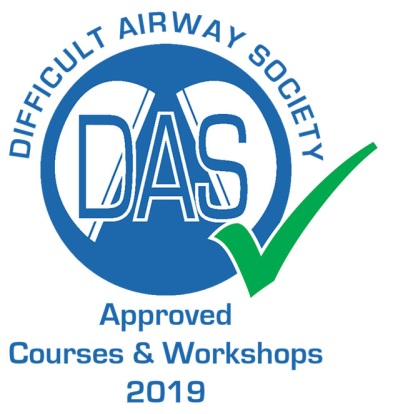 DIFFICULT AIRWAY SOCIETY
DAS
Approved
Courses & Workshops
2019